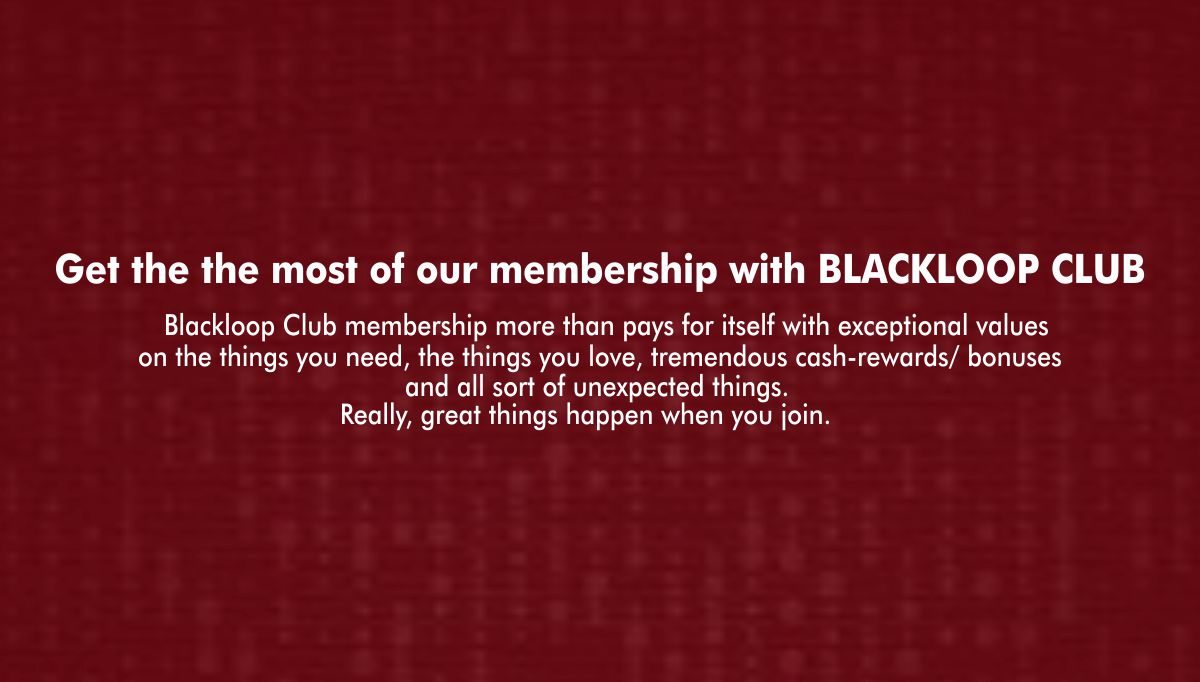 Get the the most of our membership with BLACKLOOP CLUB
Blackloop Club membership more than pays for itself with exceptional values
on the things you need, the things you love, tremendous cash-rewards/ bonuses
and all sort of unexpected things.
Really, great things happen when you join.